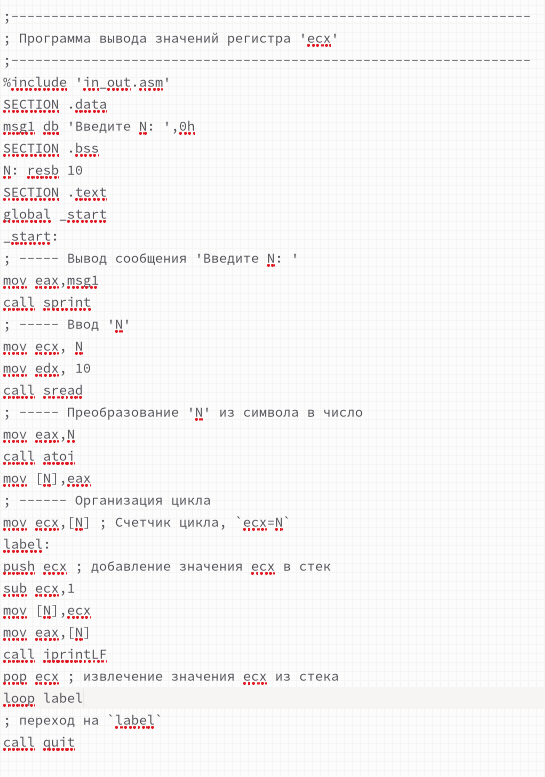 ;-----------------------------------------------------------------
; Программа вывода значений регистра 'ecx'
;-----------------------------------------------------------------
%include 'in_out.asm'
SECTION .data
msg1 db 'Введите N: ',0h
SECTION .bss
N: resb 10
SECTION .text
global _start
_start:
; ----- Вывод сообщения 'Введите N: '
mov eax,msg1
call sprint
; ----- Ввод 'N'
mov ecx, N
mov edx, 10
call sread
; ----- Преобразование 'N' из символа в число
mov eax,N
call atoi
mov [N],eax
; ------ Организация цикла
mov ecx,[N] ; Счетчик цикла, `ecx=N`
label:
push ecx ; добавление значения ecx в стек
sub ecx,1
mov [N],ecx
mov eax,[N]
call iprintLF
pop ecx ; извлечение значения ecx из стека
loop label
; переход на `label`
call quit